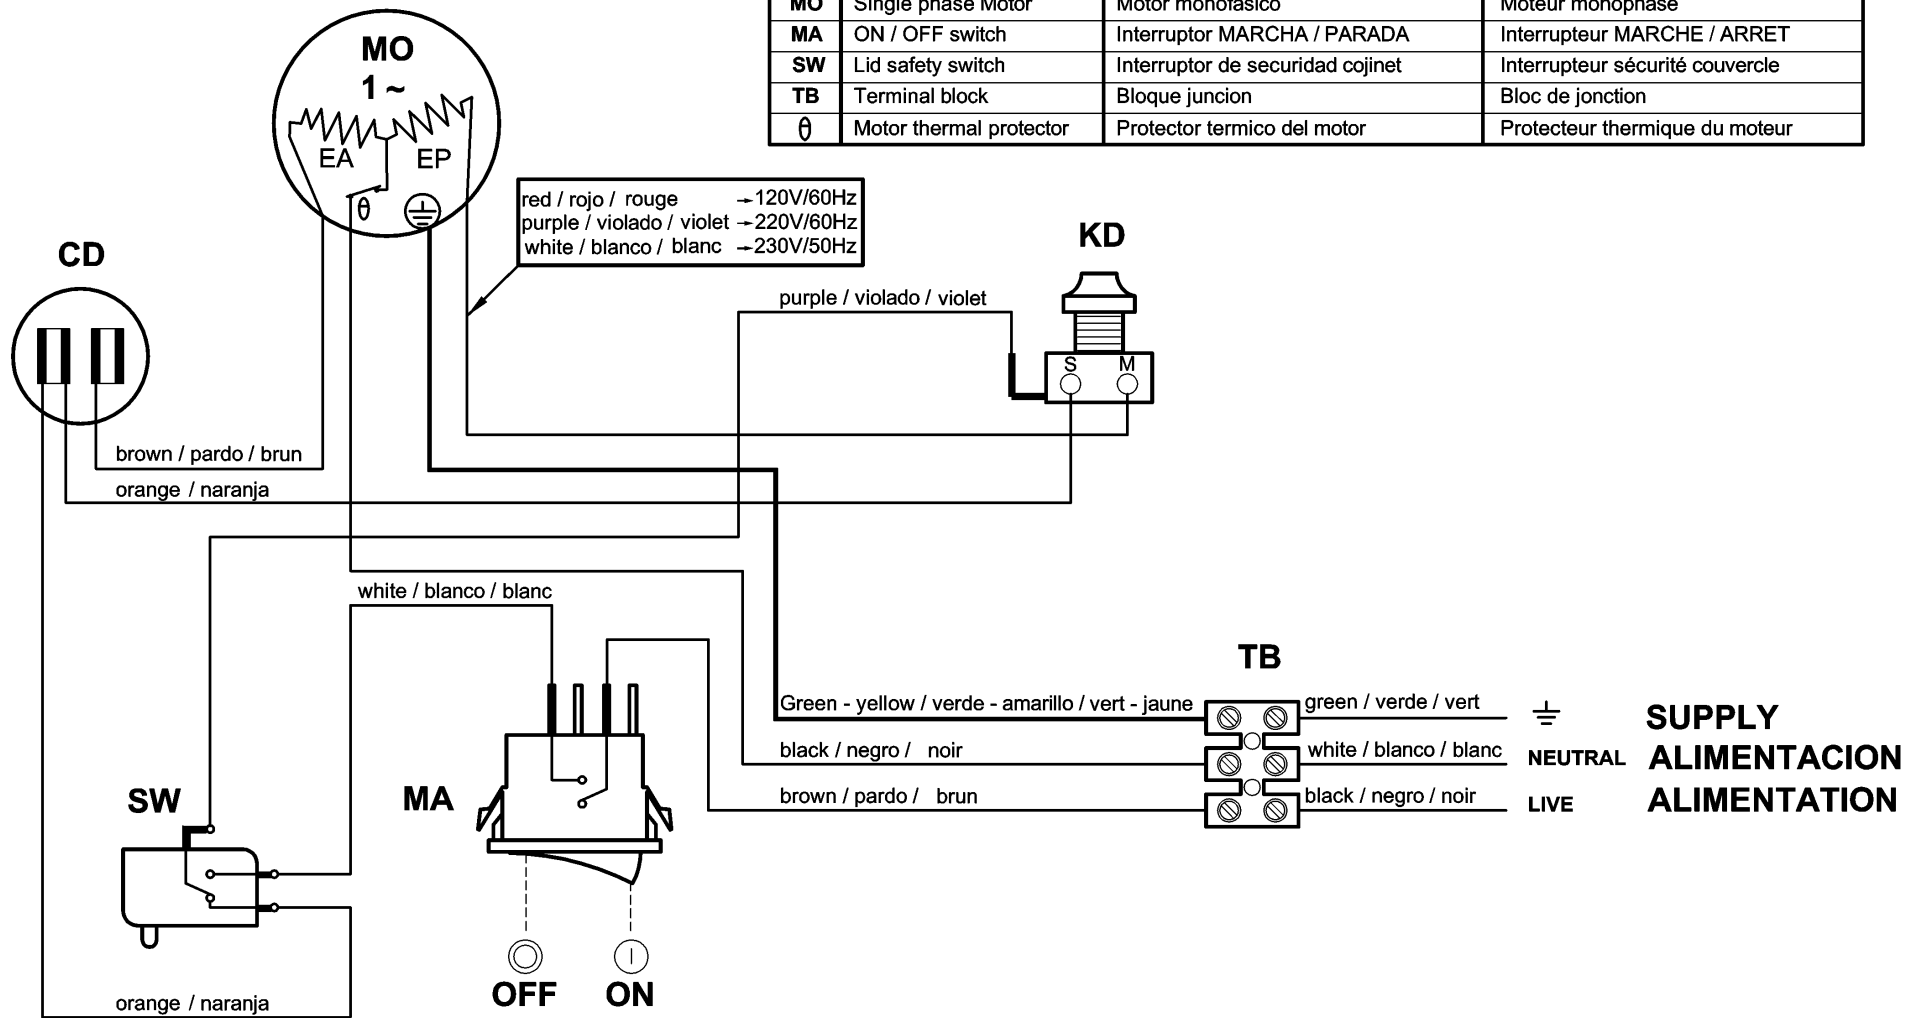 MO Single phase Motor Motor monofasico Moteur monophase
MA ON / OFF switch Interruptor MARCHA / PARADA Interrupteur MARCHE / ARRET
SW Lid safety switch Interruptor de securidad cojinet Interrupteur sécurité couvercle
TB Terminal block Bloque juncion Bloc de jonction
θ Motor thermal protector Protector termico del motor Protecteur thermique du moteur
MO
1 ~
EA EP
θ
red / rojo / rouge → 120V/60Hz
purple / violado / violet → 220V/60Hz
white / blanco / blanc → 230V/50Hz
CD
KD
purple / violado / violet
S M
brown / pardo / brun
orange / naranja
white / blanco / blanc
TB
Green - yellow / verde - amarillo / vert - jaune
green / verde / vert
SUPPLY
black / negro / noir
white / blanco / blanc
NEUTRAL
ALIMENTACION
brown / pardo / brun
black / negro / noir
LIVE
ALIMENTATION
SW
MA
OFF ON
orange / naranja